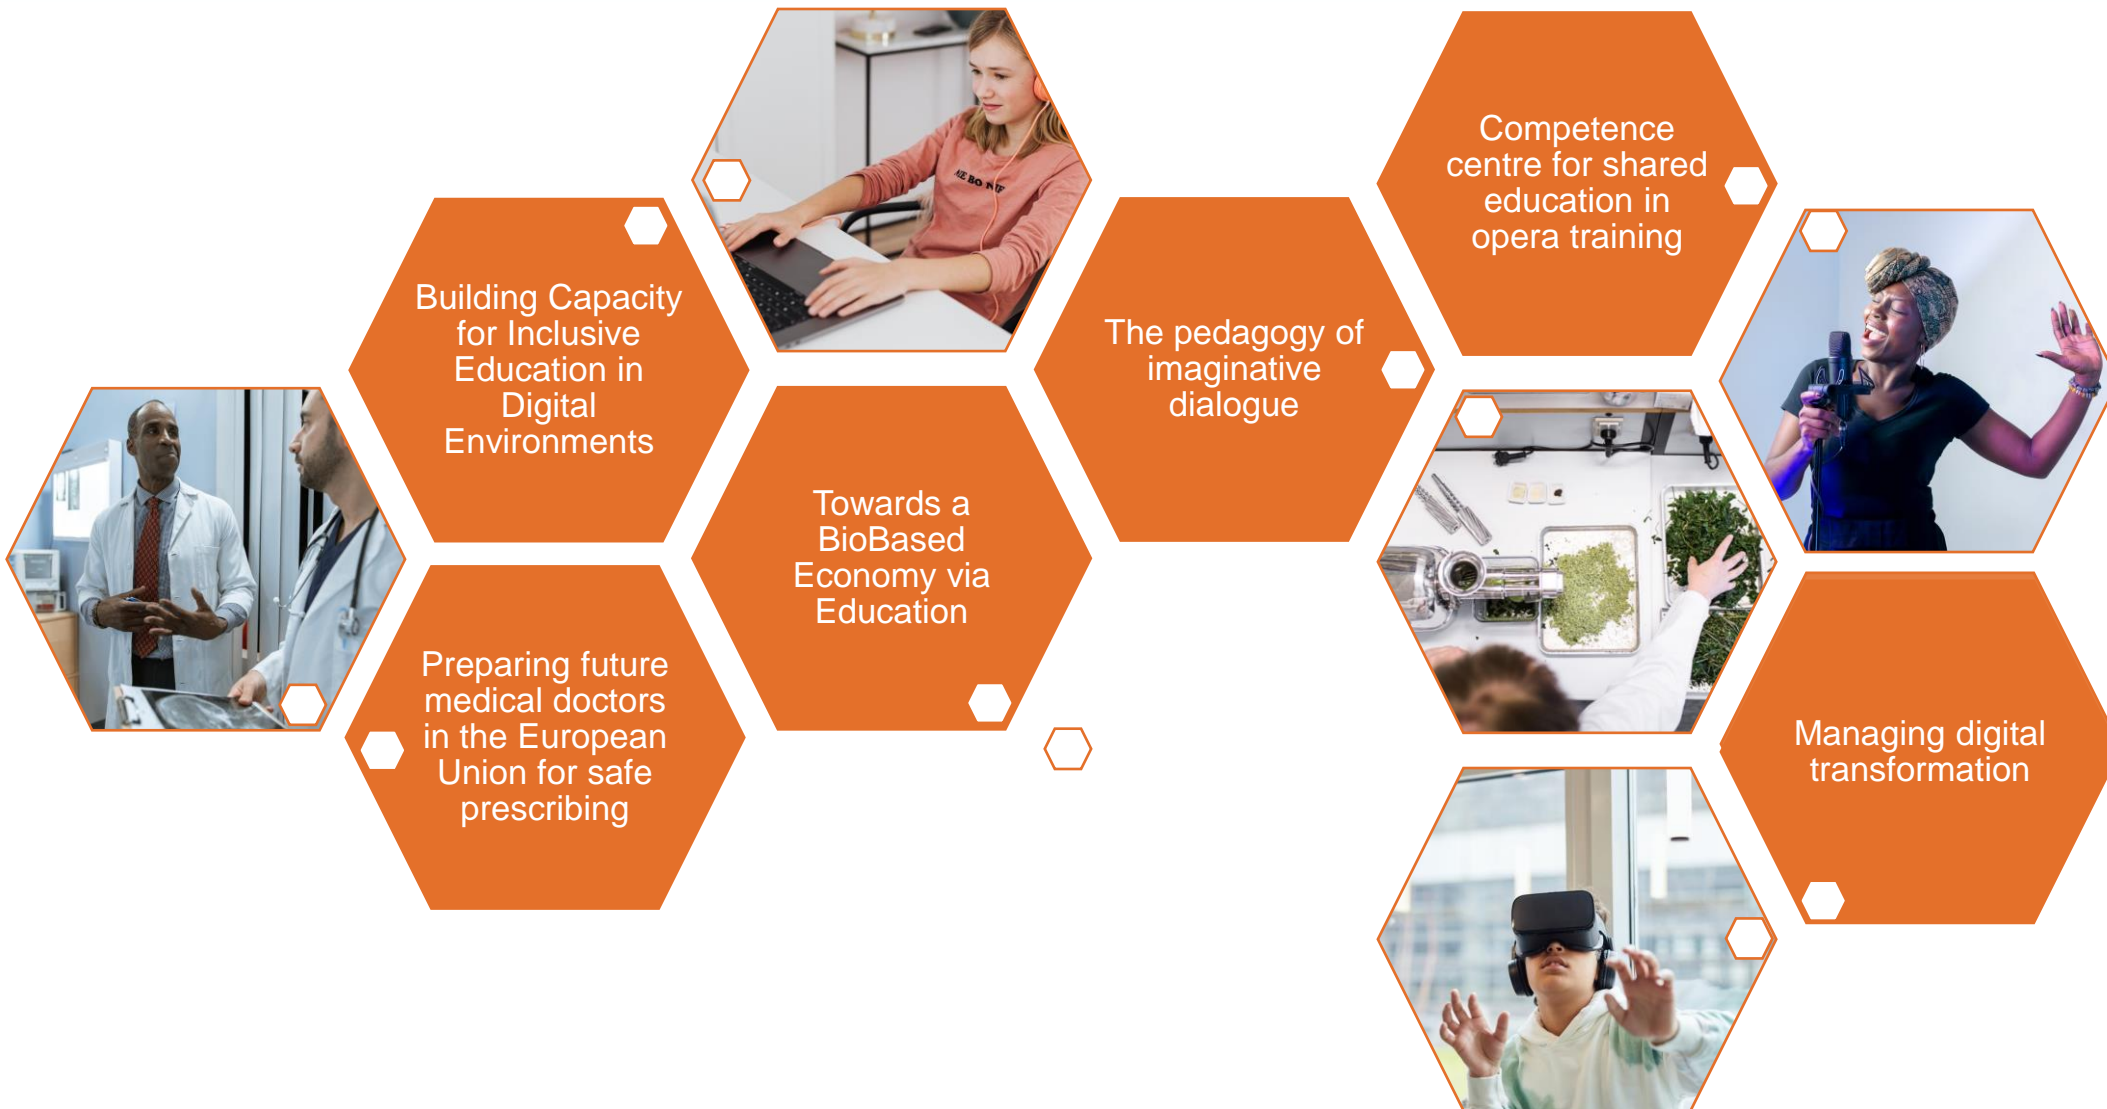 Building Capacity
for Inclusive
Education in
Digital
Environments
Preparing future
medical doctors
in the European
Union for safe
prescribing
Towards a
BioBased
Economy via
Education
The pedagogy of
imaginative
dialogue
Competence
centre for shared
education in
opera training
Managing digital
transformation